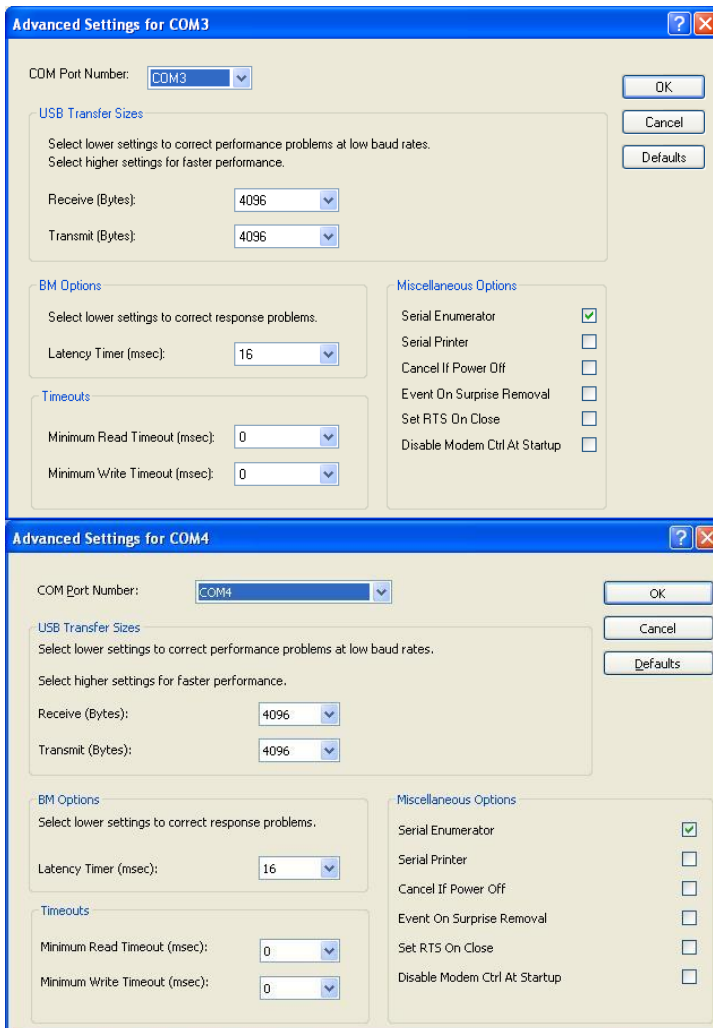 Advanced Settings for COM3
COM Port Number: COM3
OK
USB Transfer Sizes
Cancel
Select lower settings to correct performance problems at low baud rates.
Select higher settings for faster performance.
Defaults
Receive (Bytes): 4096
Transmit (Bytes): 4096
BM Options
Select lower settings to correct response problems.
Latency Timer (msec): 16
Timeouts
Minimum Read Timeout (msec): 0
Minimum Write Timeout (msec): 0
Miscellaneous Options
Serial Enumerator
Serial Printer
Cancel If Power Off
Event On Surprise Removal
Set RTS On Close
Disable Modem Ctrl At Startup
Advanced Settings for COM4
COM Port Number: COM4
OK
USB Transfer Sizes
Cancel
Select lower settings to correct performance problems at low baud rates.
Defaults
Select higher settings for faster performance.
Receive (Bytes): 4096
Transmit (Bytes): 4096
BM Options
Select lower settings to correct response problems.
Latency Timer (msec): 16
Timeouts
Minimum Read Timeout (msec): 0
Minimum Write Timeout (msec): 0
Miscellaneous Options
Serial Enumerator
Serial Printer
Cancel If Power Off
Event On Surprise Removal
Set RTS On Close
Disable Modem Ctrl At Startup